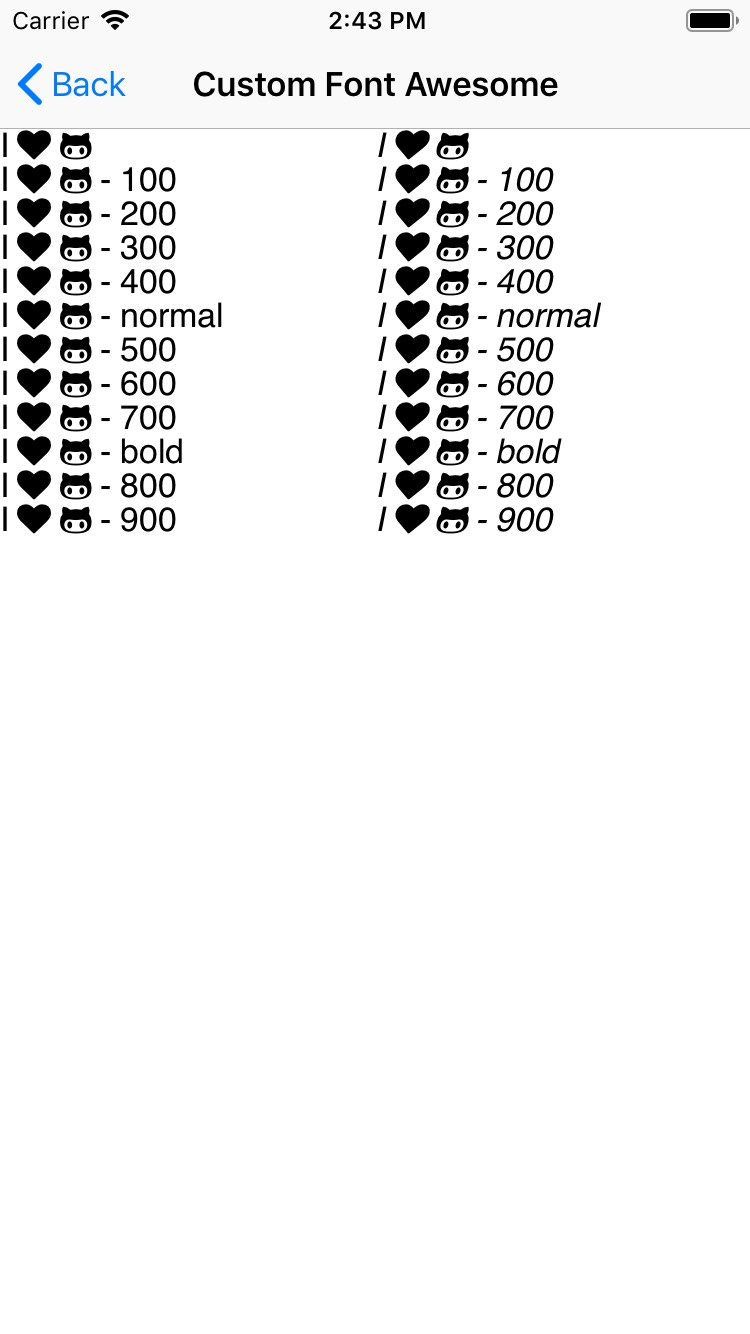 Carrier 2:43 PM
Back Custom Font Awesome
I ♥ I ♥
I ♥ - 100 I ♥ - 100
I ♥ - 200 I ♥ - 200
I ♥ - 300 I ♥ - 300
I ♥ - 400 I ♥ - 400
I ♥ - normal I ♥ - normal
I ♥ - 500 I ♥ - 500
I ♥ - 600 I ♥ - 600
I ♥ - 700 I ♥ - 700
I ♥ - bold I ♥ - bold
I ♥ - 800 I ♥ - 800
I ♥ - 900 I ♥ - 900